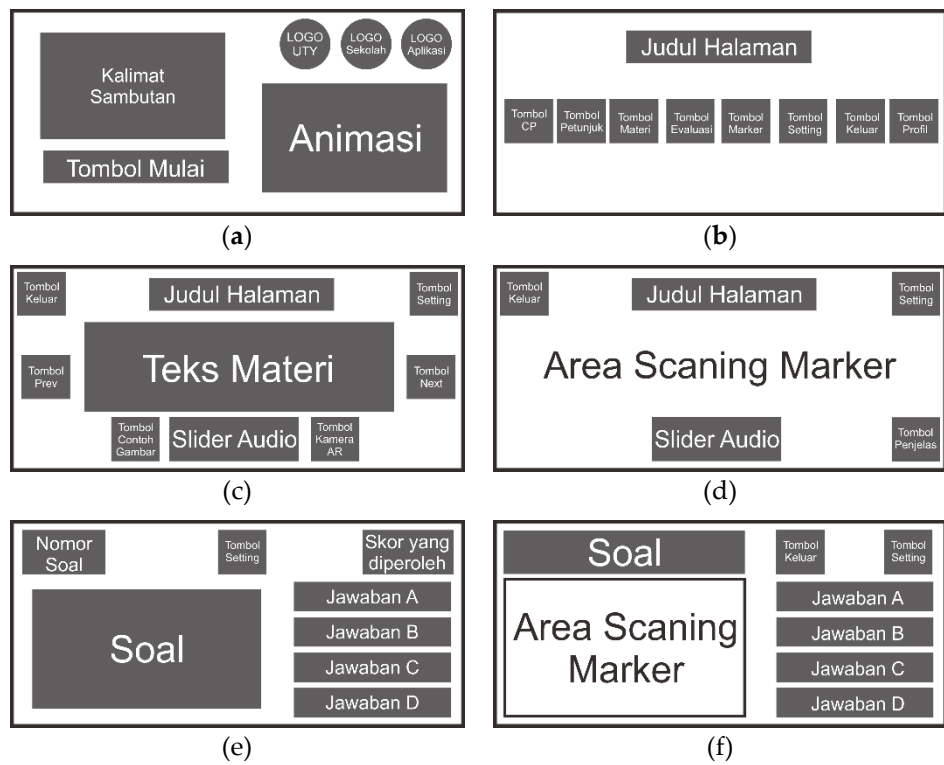 Kalimat
Sambutan
Tombol Mulai
LOGO
UTY
LOGO
Sekolah
LOGO
Aplikasi
Animasi
(a)
Judul Halaman
Tombol
CP
Tombol
Petunjuk
Tombol
Materi
Tombol
Evaluasi
Tombol
Marker
Tombol
Setting
Tombol
Keluar
Tombol
Profil
(b)
Tombol
Keluar
Judul Halaman
Tombol
Setting
Tombol
Prev
Teks Materi
Tombol
Next
Tombol
Contoh
Gambar
Slider Audio
Tombol
Kamera
AR
(c)
Tombol
Keluar
Judul Halaman
Tombol
Setting
Area Scaning Marker
Slider Audio
Tombol
Penjelas
(d)
Nomor
Soal
Tombol
Setting
Skor yang
diperoleh
Soal
Jawaban A
Jawaban B
Jawaban C
Jawaban D
(e)
Soal
Tombol
Keluar
Tombol
Setting
Area Scaning
Marker
Jawaban A
Jawaban B
Jawaban C
Jawaban D
(f)